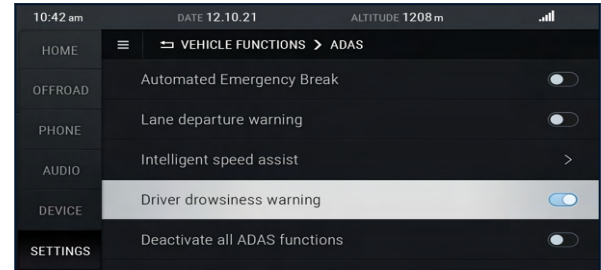 10:42 am DATE 12.10.21 ALTITUDE 1208 m
HOME
OFFROAD
PHONE
AUDIO
DEVICE
SETTINGS
VEHICLE FUNCTIONS > ADAS
Automated Emergency Break
Lane departure warning
Intelligent speed assist >
Driver drowsiness warning
Deactivate all ADAS functions